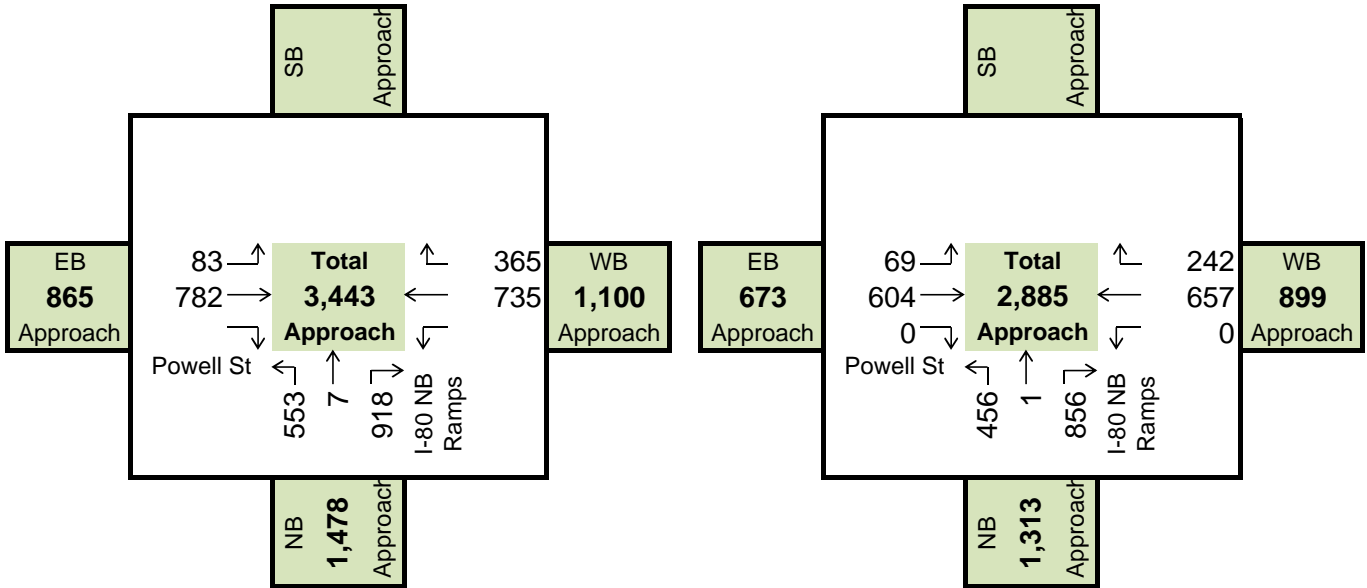 SB
Approach
EB
865
Approach
83
782
Powell St
Total
3,443
Approach
365
735
WB
1,100
Approach
553
7
918
I-80 NB
Ramps
NB
1,478
Approach
SB
Approach
EB
673
Approach
69
604
0
Powell St
Total
2,885
Approach
242
657
0
WB
899
Approach
456
1
856
I-80 NB
Ramps
NB
1,313
Approach